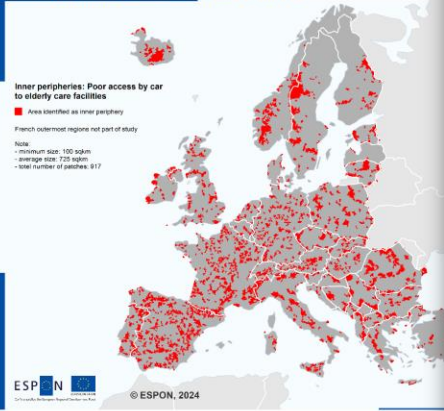 Inner peripheries: Poor access by car
to elderly care facilities
Area identified as inner periphery
French outermost regions not part of study
Note:
- minimum size: 100 sqkm
- average size: 725 sqkm
- total number of patches: 917
ESPON
© ESPON, 2024